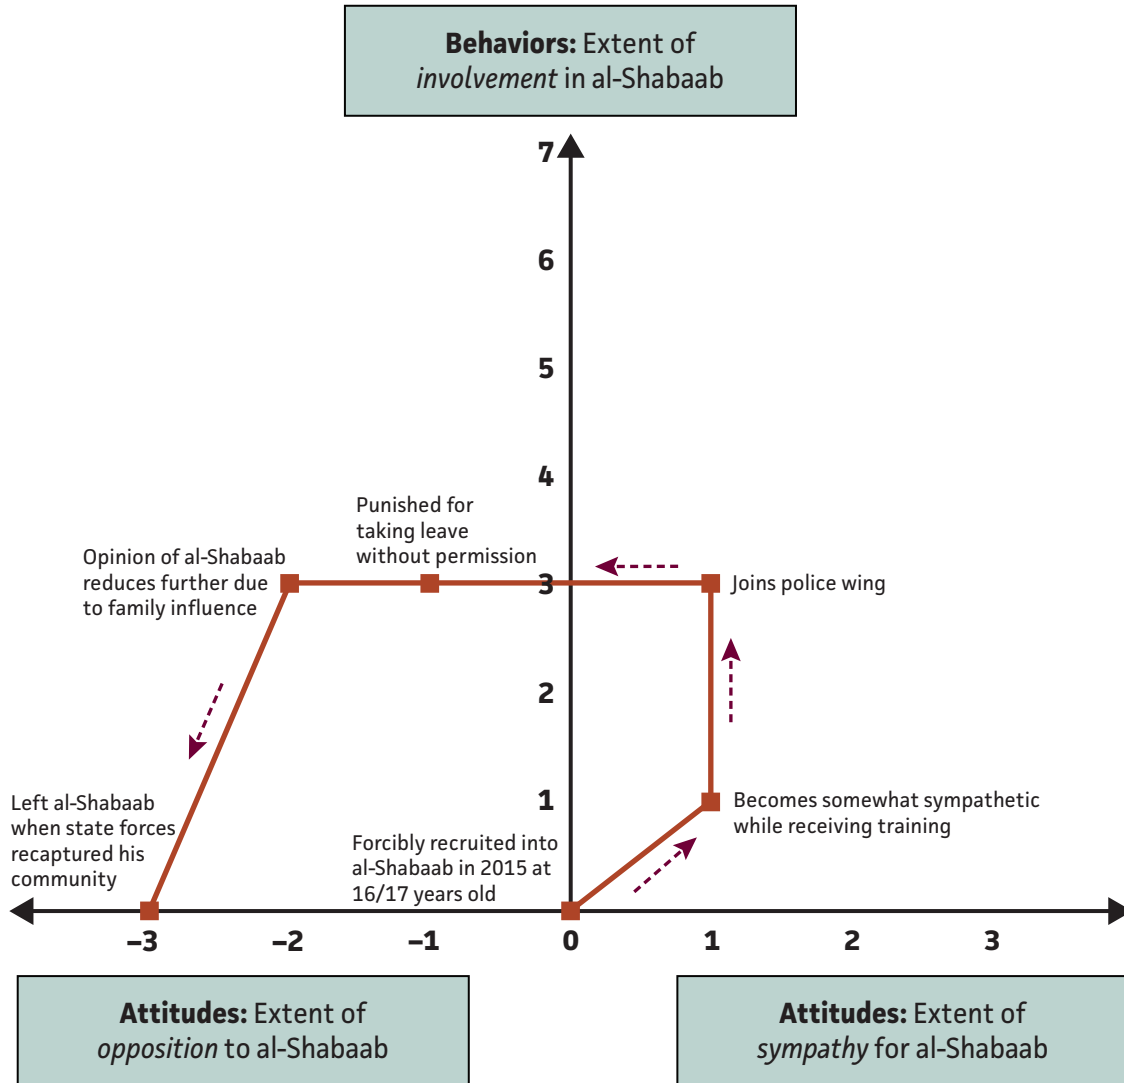 Behaviors: Extent of
involvement in al-Shabaab
7
6
5
4
3
2
1
Punished for
taking leave
without permission
Opinion of al-Shabaab
reduces further due
to family influence
Joins police wing
Left al-Shabaab
when state forces
recaptured his
community
Forcibly recruited into
al-Shabaab in 2015 at
16/17 years old
Becomes somewhat sympathetic
while receiving training
–3 –2 –1 0 1 2 3
Attitudes: Extent of
opposition to al-Shabaab
Attitudes: Extent of
sympathy for al-Shabaab